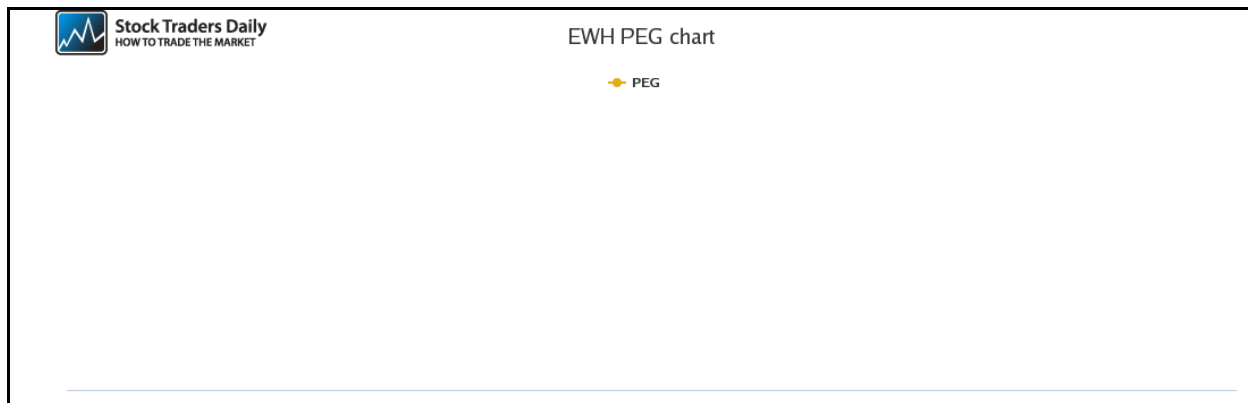 Stock Traders Daily
HOW TO TRADE THE MARKET
EWH PEG chart
PEG